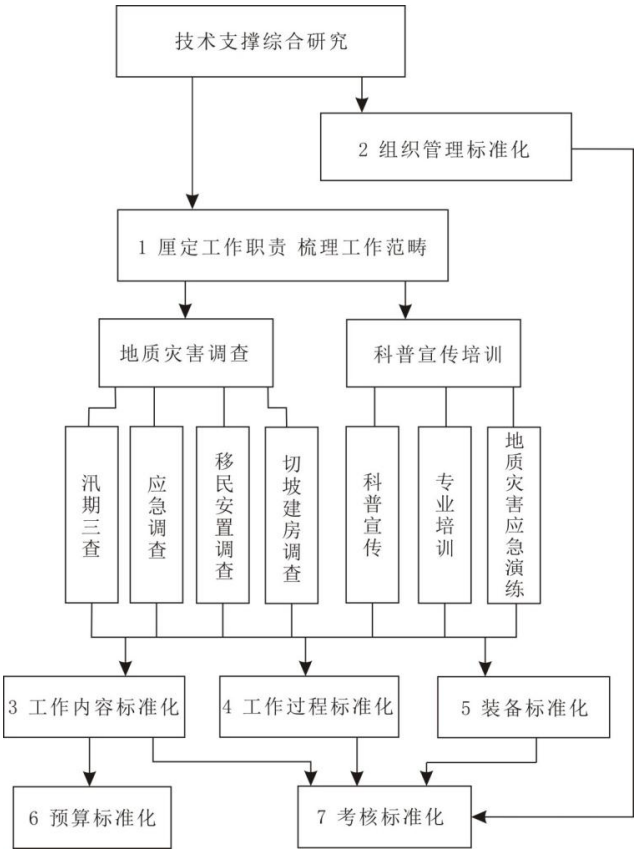 技术支撑综合研究
2 组织管理标准化
1 厘定工作职责 梳理工作范畴
地质灾害调查
科普宣传培训
汛期三查
应急调查
移民安置调查
切坡建房调查
科普宣传
专业培训
地质灾害应急演练
3 工作内容标准化
4 工作过程标准化
5 装备标准化
6 预算标准化
7 考核标准化